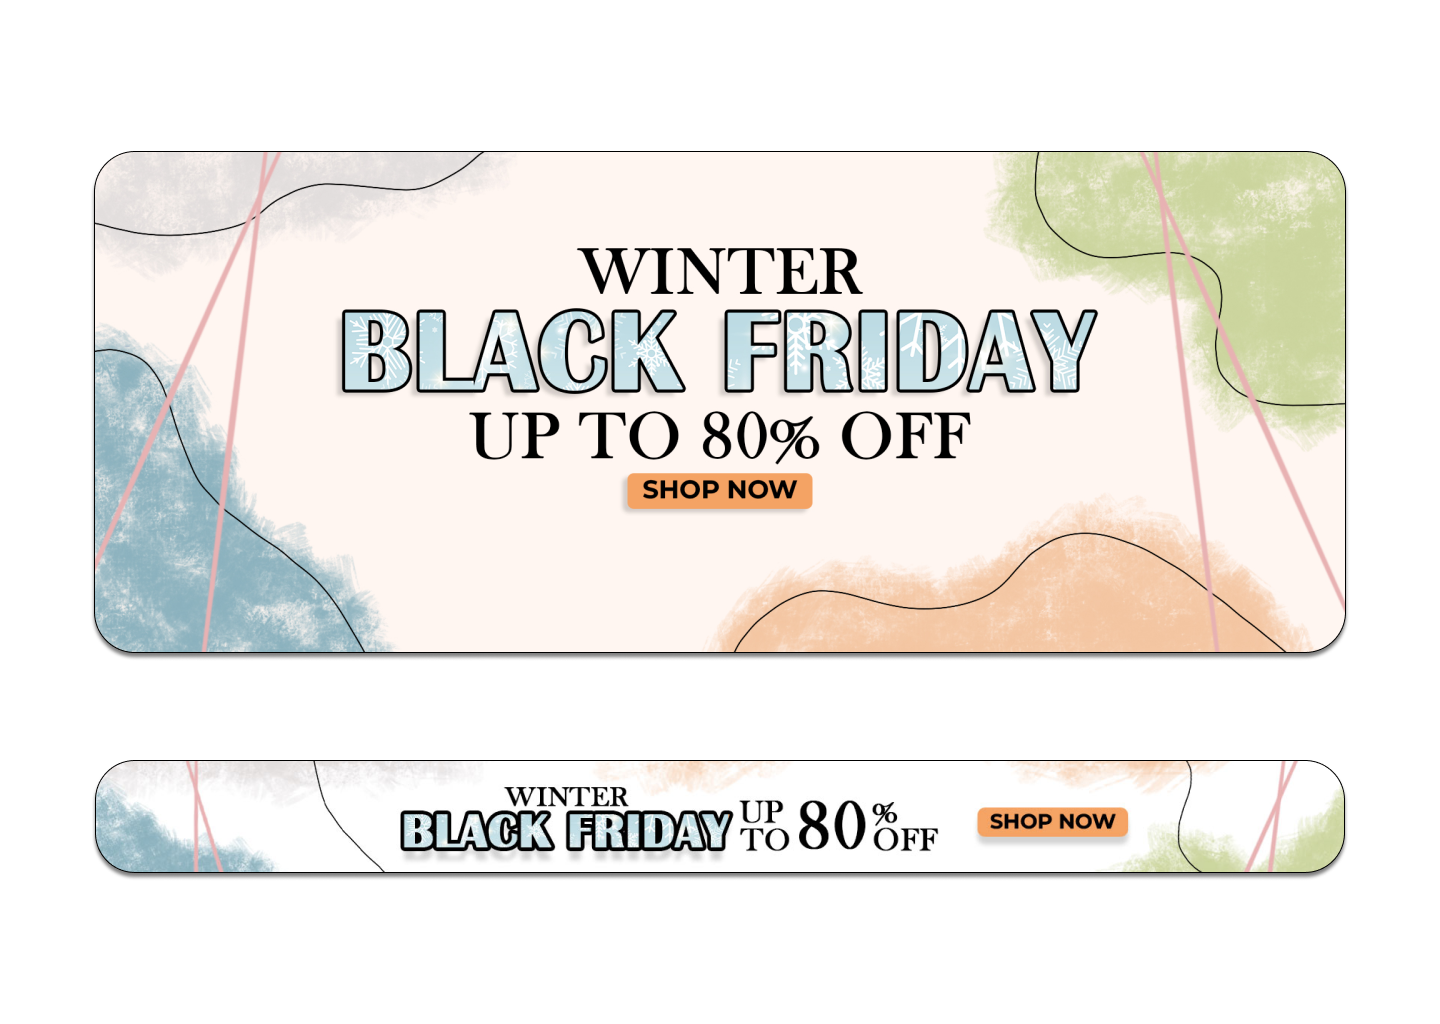 WINTER
BLACK FRIDAY
UP TO 80% OFF
SHOP NOW
WINTER
BLACK FRIDAY
UP TO 80 % OFF
SHOP NOW